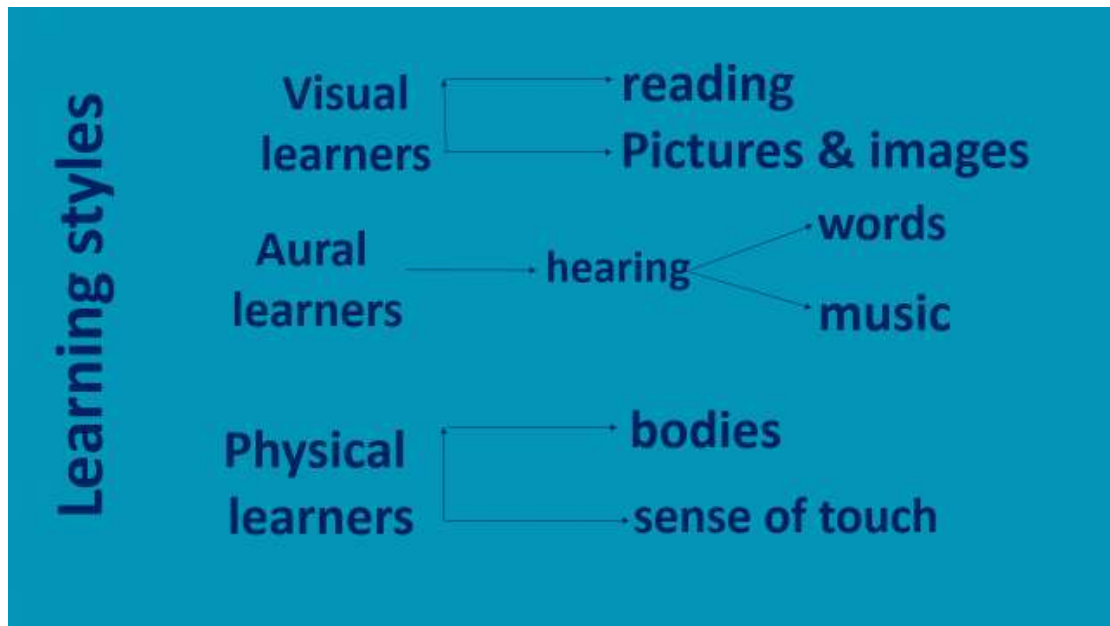 Learning styles
Visual
learners
reading
Pictures & images
Aural
learners
hearing
words
music
Physical
learners
bodies
sense of touch